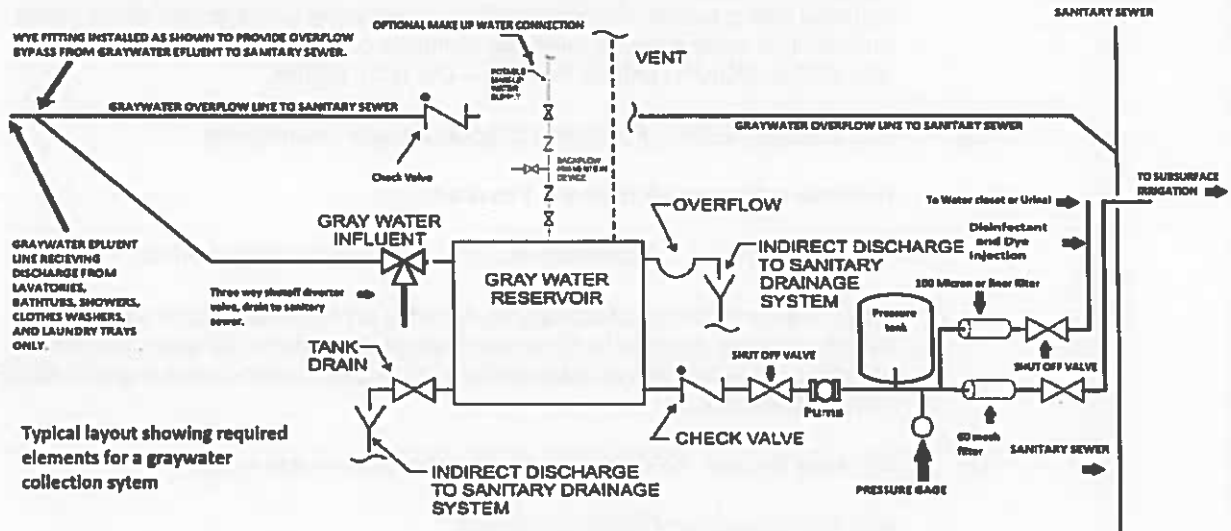 WYE FITTING INSTALLED AS SHOWN TO PROVIDE OVERFLOW
BYPASS FROM GRAYWATER EFLUENT TO SANITARY SEWER.
OPTIONAL MAKE UP WATER CONNECTION
SANITARY SEWER
POTABLE
MAKE-UP
WATER
SUPPLY
VENT
GRAYWATER OVERFLOW LINE TO SANITARY SEWER
GRAYWATER OVERFLOW LINE TO SANITARY SEWER
Check Valve
BACKFLOW
DEVICE
TO SUBSURFACE
IRRIGATION
To Water closet or Urinal
OVERFLOW
GRAY WATER
INFLUENT
Disinfectant
and Dye
Injection
GRAYWATER EFLUENT
LINE RECIEVING
DISCHARGE FROM
LAVATORIES,
BATHTUBS, SHOWERS,
CLOTHES WASHERS,
AND LAUNDRY TRAYS
ONLY.
GRAY WATER
RESERVOIR
INDIRECT DISCHARGE
TO SANITARY
DRAINAGE
SYSTEM
Three way shutoff divertor
valve, drain to sanitary
sewer.
100 Micron or finer filter
Pressure
tank
TANK
DRAIN
SHUT OFF VALVE
SHUT OFF VALVE
Pump
CHECK VALVE
60 mesh
filter
Typical layout showing required
elements for a graywater
collection sytem
SANITARY SEWER
INDIRECT DISCHARGE
TO SANITARY DRAINAGE
SYSTEM
PRESSURE GAGE